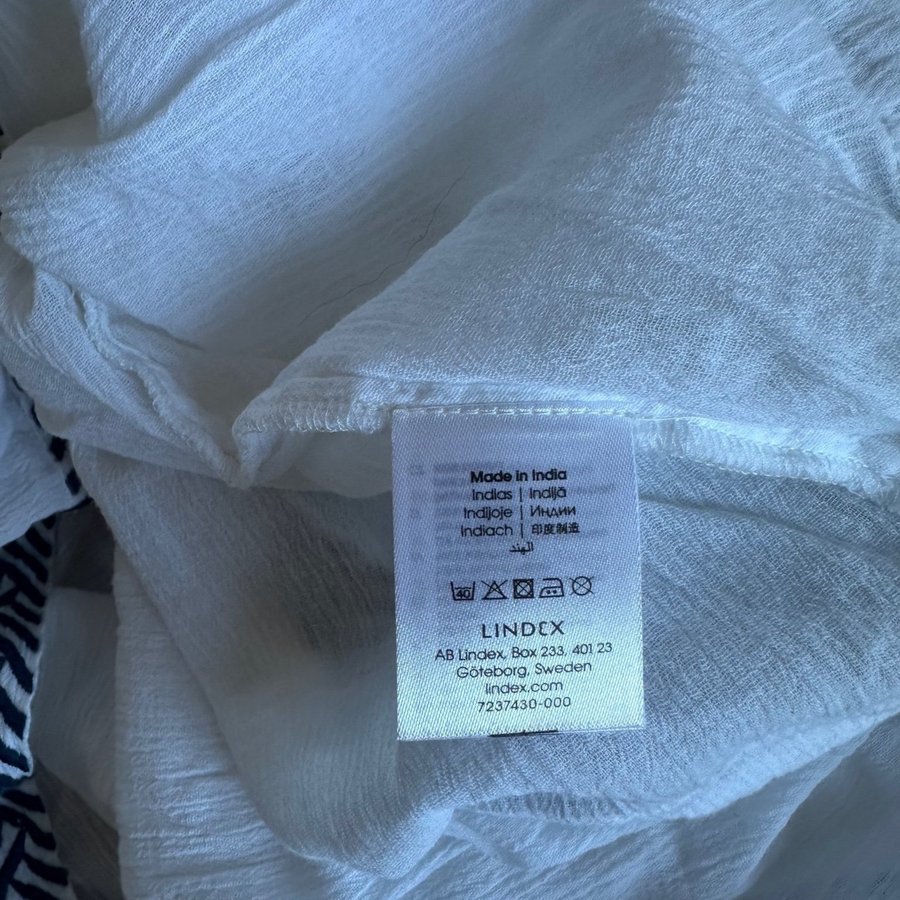 Made in India
Indias | Indijā
Indijoje | Индии
Indiach | 印度制造
الهند
40
LINDEX
AB Lindex, Box 233, 401 23
Göteborg, Sweden
lindex.com
7237430-000